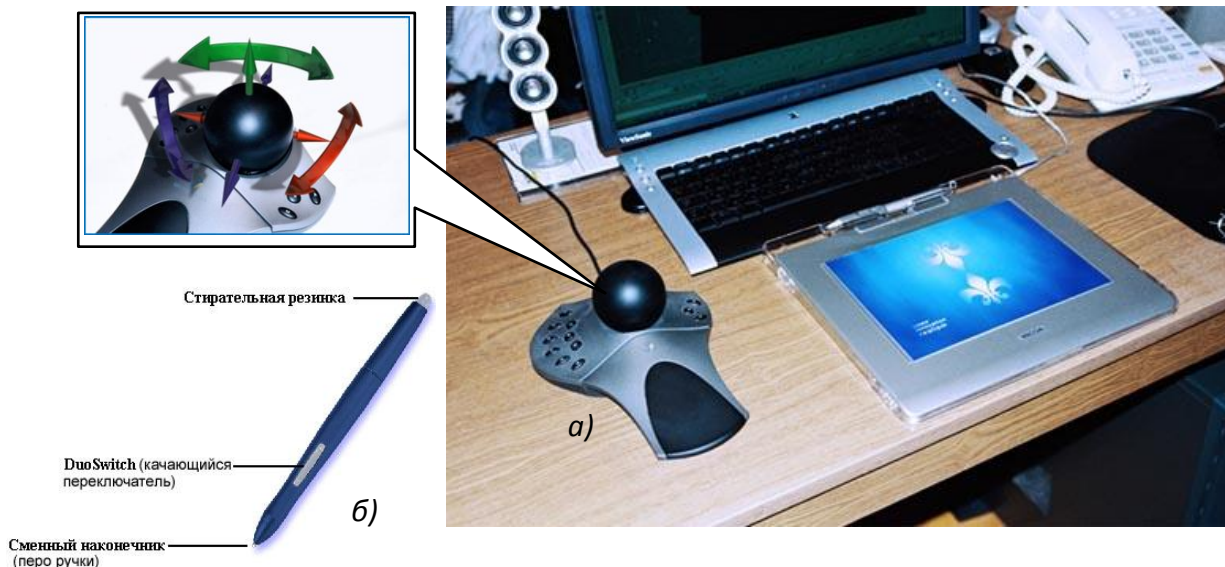 ViewSonic
а)
Стирательная резинка
DuoSwitch (качающийся
переключатель)
б)
Сменный наконечник
(перо ручки)